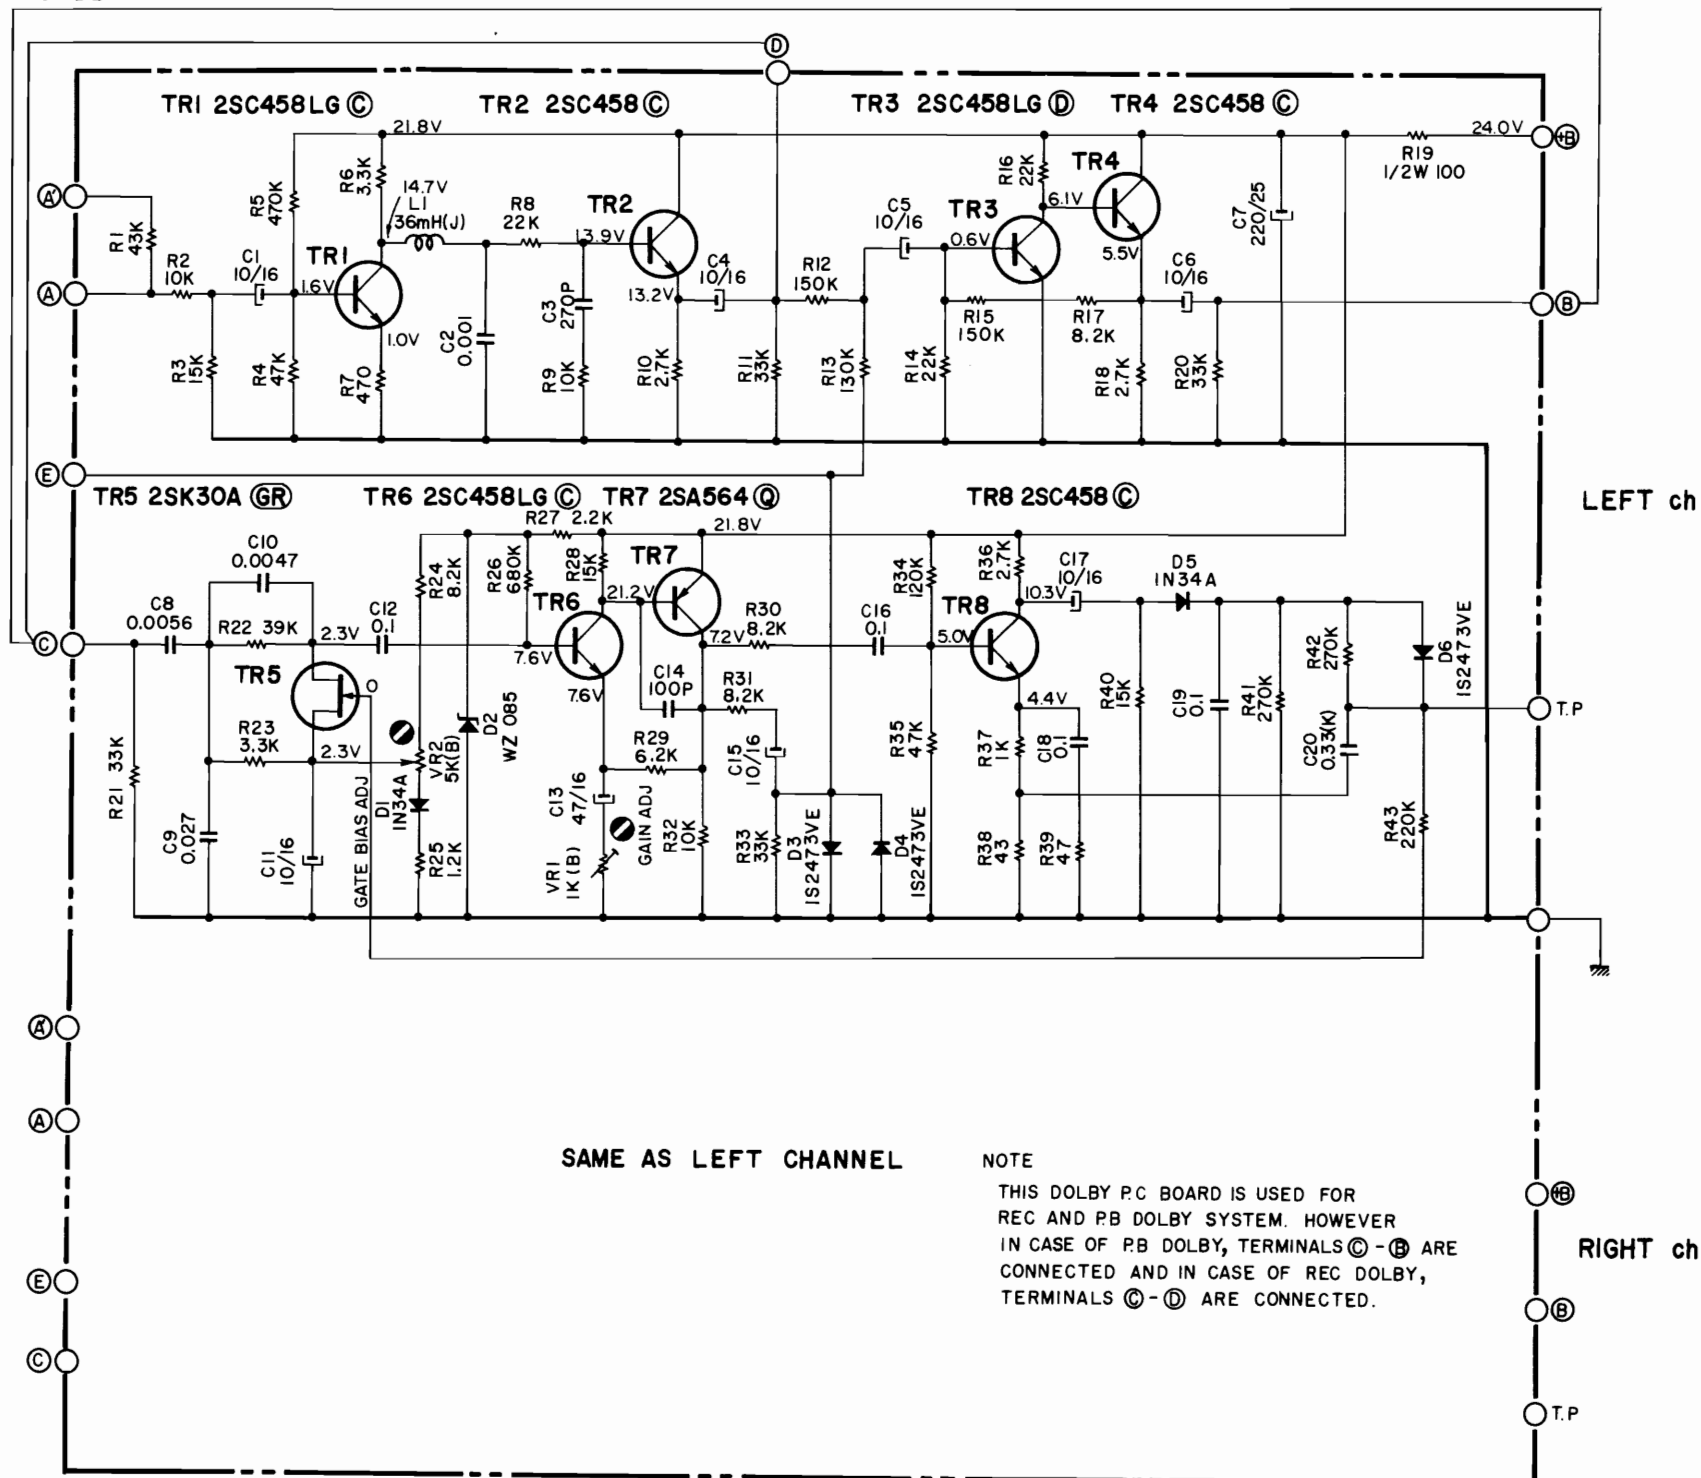 D
TR1 2SC458LG C
TR2 2SC458 C
TR3 2SC458LG D
TR4 2SC458 C
21.8V
24.0V
+B
R19
1/2W 100
A'
R1
43K
R5
470K
R6
3.3K
14.7V
L1
36mH(J)
R8
22K
TR2
13.9V
C5
10/16
R16
22K
TR4
6.1V
TR3
0.6V
5.5V
C7
220/25
A
R2
10K
C1
10/16
TR1
1.6V
1.0V
13.2V
C4
10/16
R12
150K
C6
10/16
B
R15
150K
R17
8.2K
R3
15K
R4
47K
R7
470
C2
0.001
C3
270P
R9
10K
R10
2.7K
R11
33K
R13
130K
R14
22K
R18
2.7K
R20
33K
E
TR5 2SK30A GR
TR6 2SC458LG C
TR7 2SA564 Q
TR8 2SC458 C
LEFT ch
R27 2.2K
21.8V
C10
0.0047
R24
8.2K
R26
680K
R28
15K
TR7
R34
120K
R36
2.7K
C17
10/16
D5
1N34A
C8
0.0056
C12
0.1
TR6
21.2V
R30
8.2K
C16
0.1
TR8
10.3V
C
R22 39K
2.3V
7.6V
7.2V
5.0V
R42
270K
D6
1S2473VE
TR5
0
7.6V
C14
100P
R31
8.2K
4.4V
R40
15K
C19
0.1
R41
270K
T.P
R23
3.3K
2.3V
VR2
5K(B)
D2
WZ 085
R29
6.2K
C15
10/16
R35
47K
R37
1K
C18
0.1
C20
0.33(K)
R21 33K
C9
0.027
C11
10/16
GATE BIAS ADJ
D1
1N34A
R25
1.2K
C13
47/16
VR1
1K(B)
GAIN ADJ
R32
10K
R33
33K
D3
1S2473VE
D4
1S2473VE
R38
43
R39
47
R43
220K
A'
A
SAME AS LEFT CHANNEL
NOTE
THIS DOLBY P.C BOARD IS USED FOR
REC AND P.B DOLBY SYSTEM. HOWEVER
IN CASE OF P.B DOLBY, TERMINALS C - B ARE
CONNECTED AND IN CASE OF REC DOLBY,
TERMINALS C - D ARE CONNECTED.
+B
RIGHT ch
E
B
C
T.P